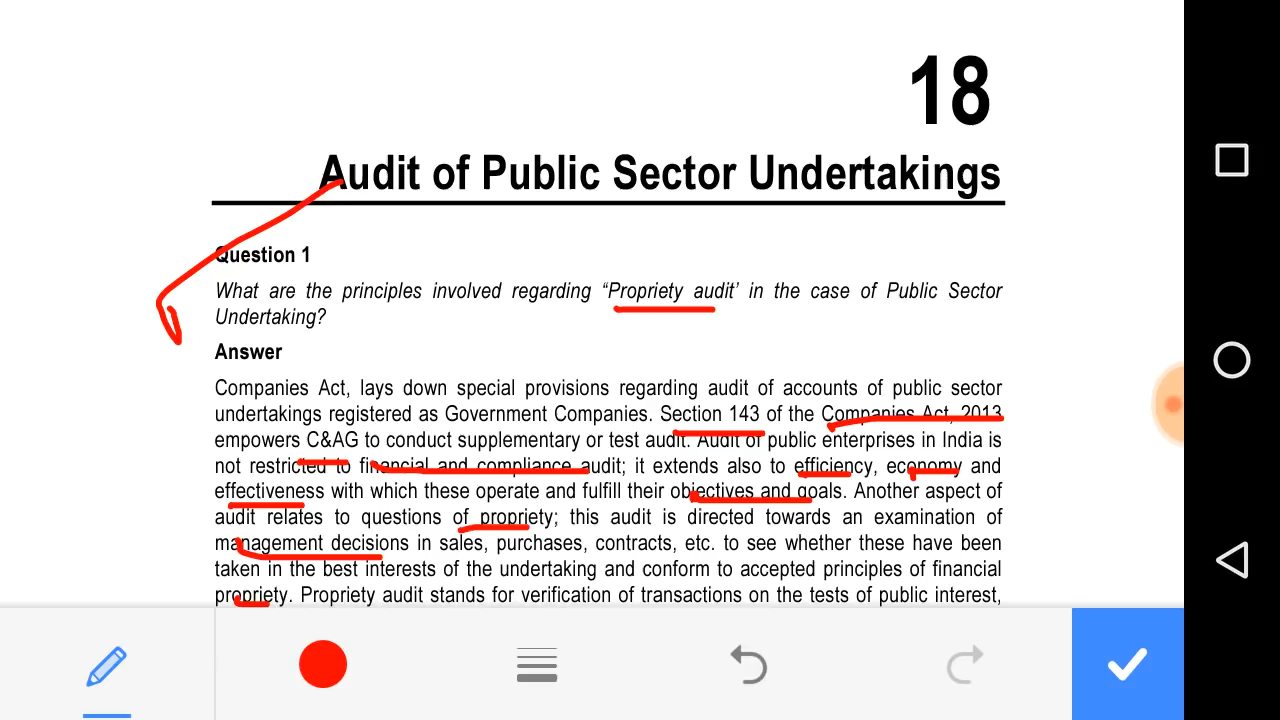 18
Audit of Public Sector Undertakings
Question 1
What are the principles involved regarding “Propriety audit’ in the case of Public Sector
Undertaking?
Answer
Companies Act, lays down special provisions regarding audit of accounts of public sector
undertakings registered as Government Companies. Section 143 of the Companies Act, 2013
empowers C&AG to conduct supplementary or test audit. Audit of public enterprises in India is
not restricted to financial and compliance audit; it extends also to efficiency, economy and
effectiveness with which these operate and fulfill their objectives and goals. Another aspect of
audit relates to questions of propriety; this audit is directed towards an examination of
management decisions in sales, purchases, contracts, etc. to see whether these have been
taken in the best interests of the undertaking and conform to accepted principles of financial
propriety. Propriety audit stands for verification of transactions on the tests of public interest,